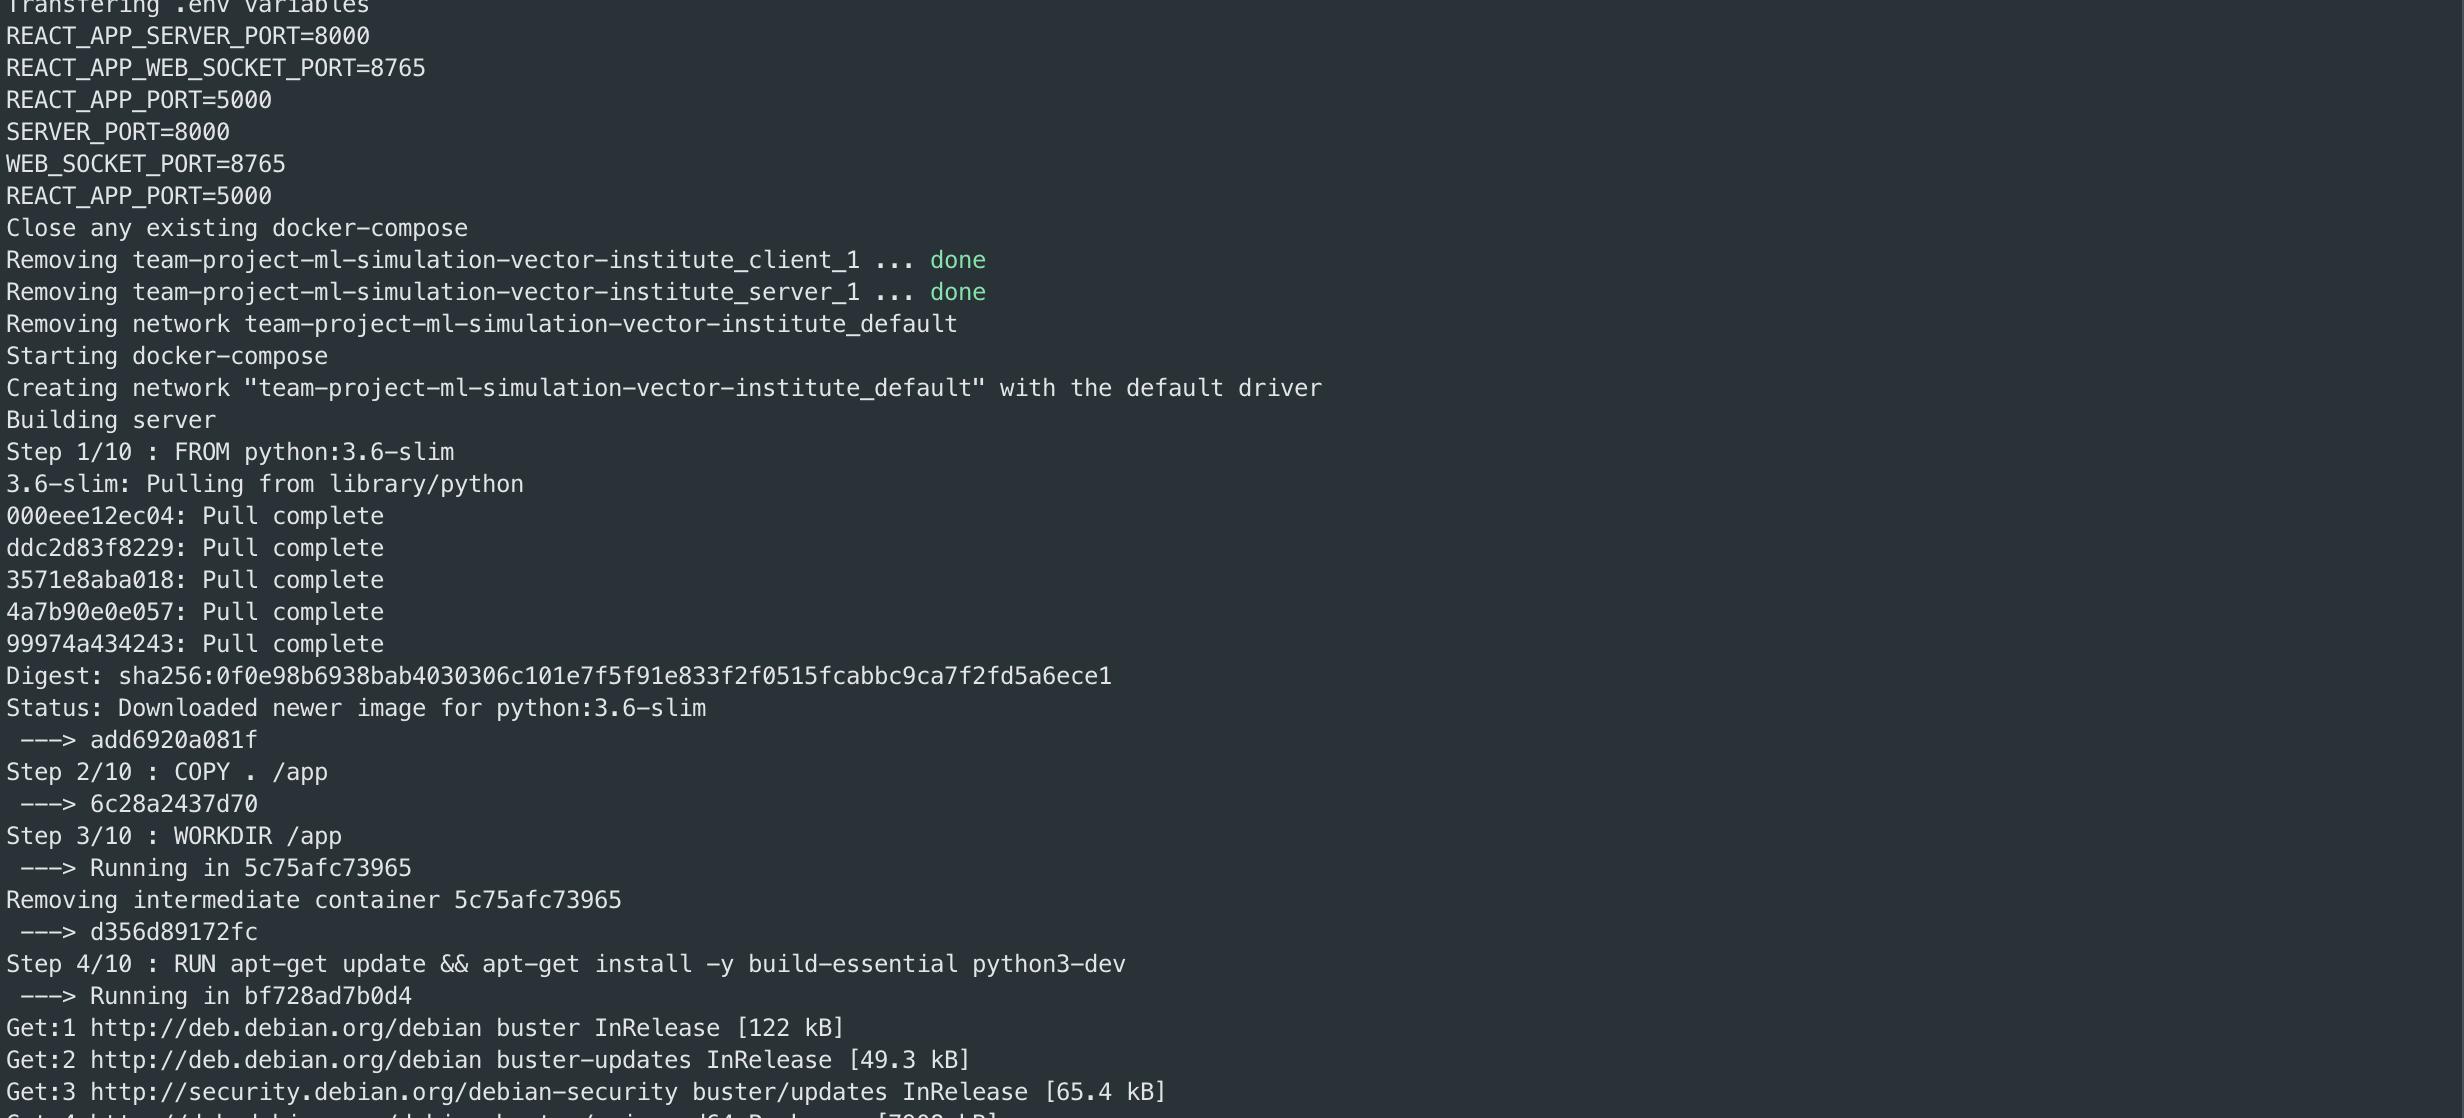 Transfering .env variables
REACT_APP_SERVER_PORT=8000
REACT_APP_WEB_SOCKET_PORT=8765
REACT_APP_PORT=5000
SERVER_PORT=8000
WEB_SOCKET_PORT=8765
REACT_APP_PORT=5000
Close any existing docker-compose
Removing team-project-ml-simulation-vector-institute_client_1 ... done
Removing team-project-ml-simulation-vector-institute_server_1 ... done
Removing network team-project-ml-simulation-vector-institute_default
Starting docker-compose
Creating network "team-project-ml-simulation-vector-institute_default" with the default driver
Building server
Step 1/10 : FROM python:3.6-slim
3.6-slim: Pulling from library/python
000eee12ec04: Pull complete
ddc2d83f8229: Pull complete
3571e8aba018: Pull complete
4a7b90e0e057: Pull complete
99974a434243: Pull complete
Digest: sha256:0f0e98b6938bab4030306c101e7f5f91e833f2f0515fcabbc9ca7f2fd5a6ece1
Status: Downloaded newer image for python:3.6-slim
 ---> add6920a081f
Step 2/10 : COPY . /app
 ---> 6c28a2437d70
Step 3/10 : WORKDIR /app
 ---> Running in 5c75afc73965
Removing intermediate container 5c75afc73965
 ---> d356d89172fc
Step 4/10 : RUN apt-get update && apt-get install -y build-essential python3-dev
 ---> Running in bf728ad7b0d4
Get:1 http://deb.debian.org/debian buster InRelease [122 kB]
Get:2 http://deb.debian.org/debian buster-updates InRelease [49.3 kB]
Get:3 http://security.debian.org/debian-security buster/updates InRelease [65.4 kB]